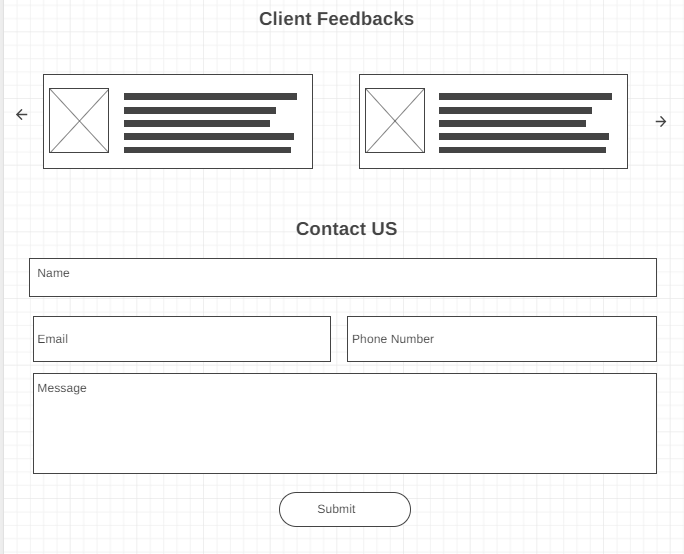 Client Feedbacks
Contact US
Name
Email
Phone Number
Message
Submit